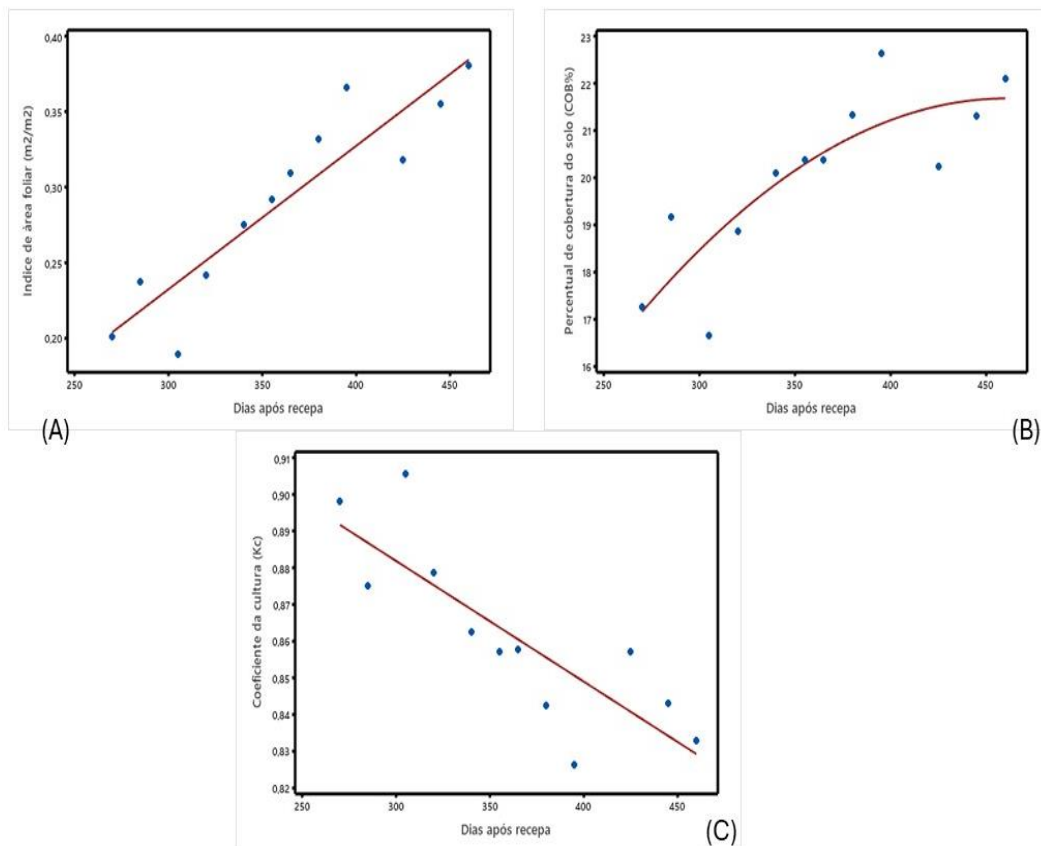 0,40
0,35
0,30
0,25
0,20
250 300 350 400 450
Indice de àrea foliar (m2/m2)
Dias após recepa
(A)
23
22
21
20
19
18
17
16
250 300 350 400 450
Percentual de cobertura do solo (COB%)
Dias após recepa
(B)
0,91
0,90
0,89
0,88
0,87
0,86
0,85
0,84
0,83
0,82
250 300 350 400 450
Coeficiente da cultura (Kc)
Dias após recepa
(C)